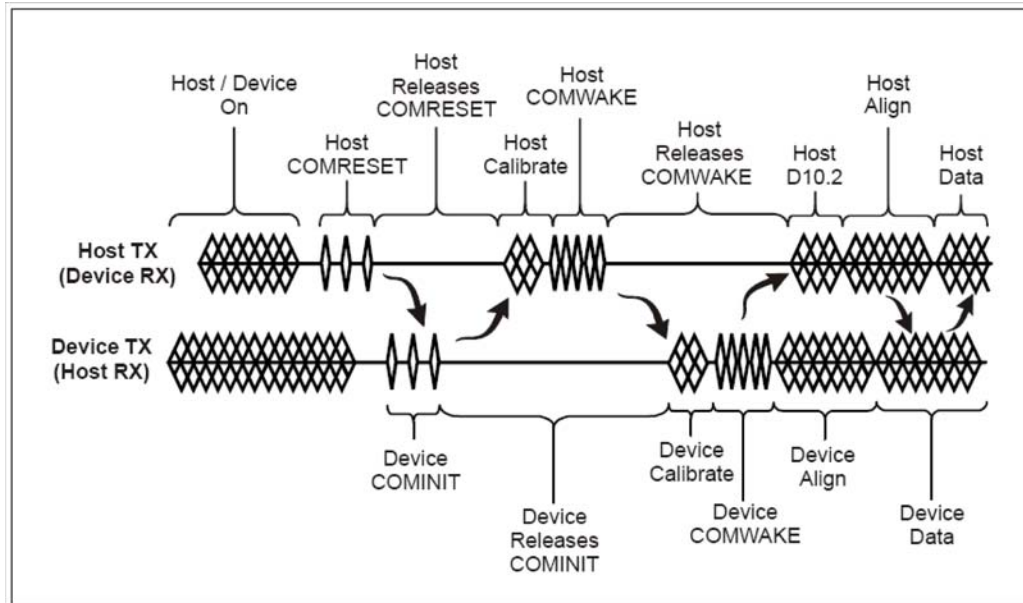 Host / Device
On
Host
COMRESET
Host
Releases
COMRESET
Host
Calibrate
Host
COMWAKE
Host
Releases
COMWAKE
Host
D10.2
Host
Align
Host
Data
Host TX
(Device RX)
Device TX
(Host RX)
Device
COMINIT
Device
Releases
COMINIT
Device
Calibrate
Device
COMWAKE
Device
Align
Device
Data